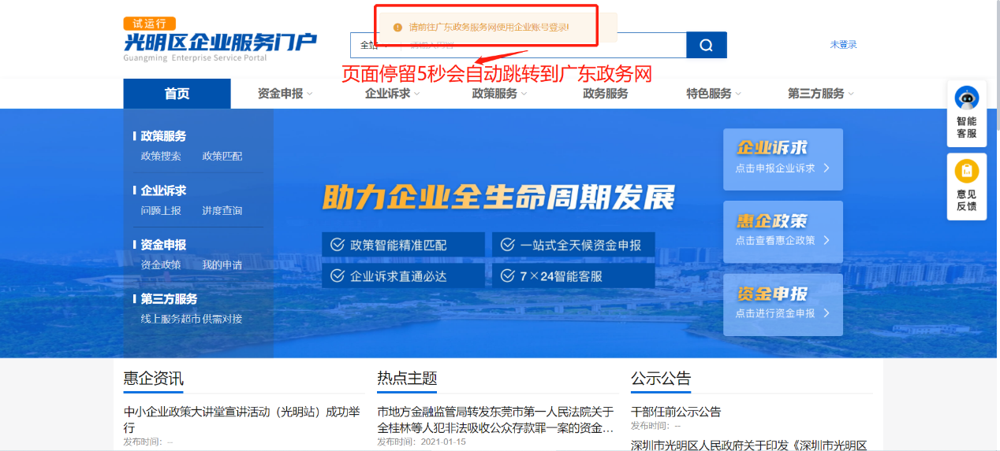 试运行
光明区企业服务门户
Guangming Enterprise Service Portal
请前往广东政务服务网使用企业账号登录!
全站
未登录
页面停留5秒会自动跳转到广东政务网
首页
资金申报
企业诉求
政策服务
政务服务
特色服务
第三方服务
智能
客服
意见
反馈
政策服务
政策搜索 政策匹配
企业诉求
问题上报 进度查询
资金申报
资金政策 我的申请
第三方服务
线上服务超市 供需对接
助力企业全生命周期发展
政策智能精准匹配
一站式全天候资金申报
企业诉求直通必达
7×24智能客服
企业诉求
点击申报企业诉求
惠企政策
点击查看惠企政策
资金申报
点击进行资金申报
惠企资讯
中小企业政策大讲堂宣讲活动（光明站）成功举
行
发布时间：--
热点主题
市地方金融监管局转发东莞市第一人民法院关于
全桂林等人犯非法吸收公众存款罪一案的资金...
发布时间：2021-01-15
公示公告
干部任前公示公告
发布时间：--
深圳市光明区人民政府关于印发《深圳市光明区